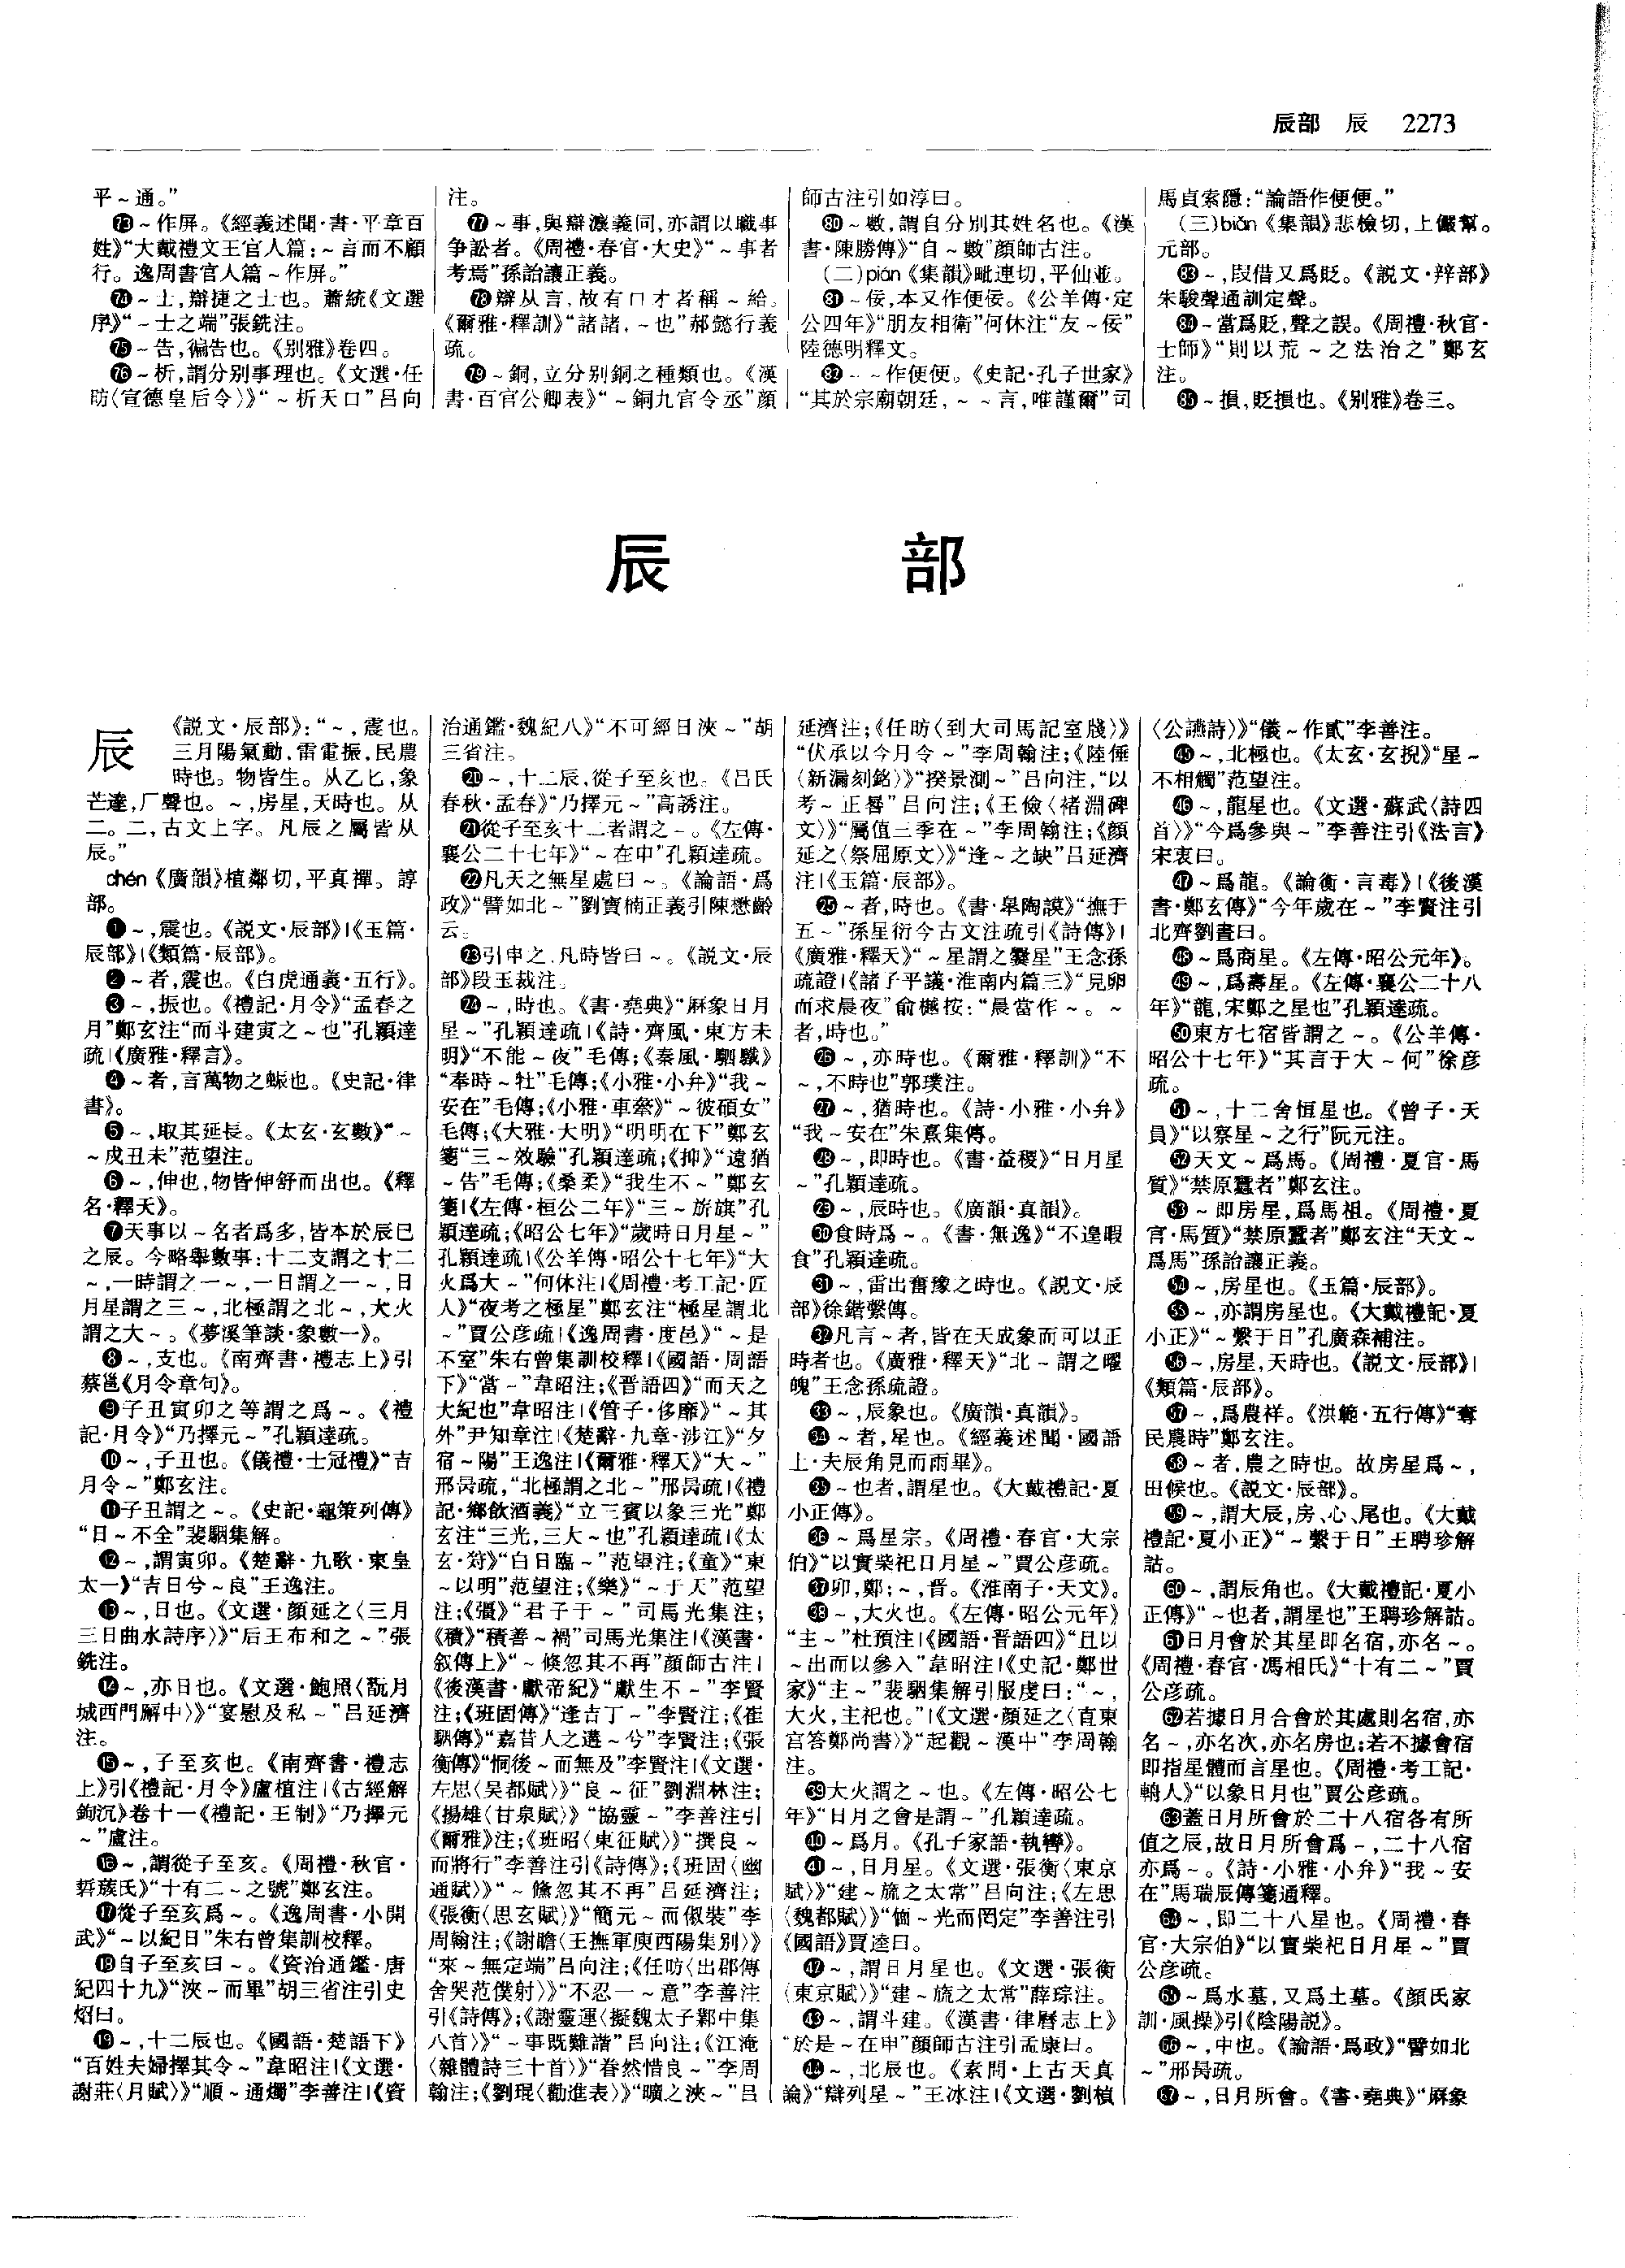 辰部　辰　2273
平～通。”
㊼～作屏。《經義述聞·書·平章百
姓》“大戴禮文王官人篇：～言而不顧
行。逸周書官人篇～作屏。”
74～士，辯捷之士也。蕭統《文選
序》“～士之端”張銑注。
75～告，徧告也。《别雅》卷四。
76～析，謂分别事理也。《文選·任
昉〈宣德皇后令〉》“～析天口”吕向
注。
77～事，與辯讞義同，亦謂以職事
争訟者。《周禮·春官·大史》“～事者
考焉”孫詒讓正義。
78辯从言，故有口才者稱～給。
《爾雅·釋訓》“諸諸，～也”郝懿行義
疏。
79～銅，立分别銅之種類也。《漢
書·百官公卿表》“～銅九官令丞”顔
師古注引如淳曰。
80～數，謂自分别其姓名也。《漢
書·陳勝傳》“自～數”顔師古注。
(二)pián《集韻》毗連切，平仙並。
81～佞，本又作便佞。《公羊傳·定
公四年》“朋友相衛”何休注“友～佞”
陸德明釋文。
82～～作便便。《史記·孔子世家》
“其於宗廟朝廷，～～言，唯謹爾”司
馬貞索隱：“論語作便便。”
(三)biǎn《集韻》悲檢切，上儼幫。
元部。
83～，叚借又爲貶。《説文·辡部》
朱駿聲通訓定聲。
84～當爲貶，聲之誤。《周禮·秋官·
士師》“則以荒～之法治之”鄭玄
注。
85～損，貶損也。《别雅》卷三。
辰　部
辰
《説文·辰部》：“～，震也。
三月陽氣動，雷電振，民農
時也。物皆生。从乙匕，象
芒達，厂聲也。～，房星，天時也。从
二。二，古文上字。凡辰之屬皆从
辰。”
chén《廣韻》植鄰切，平真禪。諄
部。
❶～，震也。《説文·辰部》|《玉篇·
辰部》|《類篇·辰部》。
❷～者，震也。《白虎通義·五行》。
❸～，振也。《禮記·月令》“孟春之
月”鄭玄注“而斗建寅之～也”孔穎達
疏|《廣雅·釋言》。
❹～者，言萬物之蜄也。《史記·律
書》。
❺～，取其延長。《太玄·玄數》“～
～戌丑未”范望注。
❻～，伸也，物皆伸舒而出也。《釋
名·釋天》。
❼天事以～名者爲多，皆本於辰巳
之辰。今略舉數事：十二支謂之十二
～，一時謂之一～，一日謂之一～，日
月星謂之三～，北極謂之北～，大火
謂之大～。《夢溪筆談·象數一》。
❽～，支也。《南齊書·禮志上》引
蔡邕《月令章句》。
❾子丑寅卯之等謂之爲～。《禮
記·月令》“乃擇元～”孔穎達疏。
❿～，子丑也。《儀禮·士冠禮》“吉
月令～”鄭玄注。
⓫子丑謂之～。《史記·龜策列傳》
“日～不全”裴駰集解。
⓬～，謂寅卯。《楚辭·九歌·東皇
太一》“吉日兮～良”王逸注。
⓭～，日也。《文選·顔延之〈三月
三日曲水詩序〉》“后王布和之～”張
銑注。
⓮～，亦日也。《文選·鮑照〈翫月
城西門解中〉》“宴慰及私～”吕延濟
注。
⓯～，子至亥也。《南齊書·禮志
上》引《禮記·月令》盧植注|《古經解
鉤沉》卷十一《禮記·王制》“乃擇元
～”盧注。
⓰～，謂從子至亥。《周禮·秋官·
硩蔟氏》“十有二～之號”鄭玄注。
⓱從子至亥爲～。《逸周書·小開
武》“～以紀日”朱右曾集訓校釋。
⓲自子至亥曰～。《資治通鑑·唐
紀四十九》“浹～而畢”胡三省注引史
炤曰。
⓳～，十二辰也。《國語·楚語下》
“百姓夫婦擇其令～”韋昭注|《文選·
謝莊〈月賦〉》“順～通燭”李善注|《資
治通鑑·魏紀八》“不可經日浹～”胡
三省注。
⓴～，十二辰，從子至亥也。《吕氏
春秋·孟春》“乃擇元～”高誘注。
21從子至亥十二者謂之～。《左傳·
襄公二十七年》“～在申”孔穎達疏。
22凡天之無星處曰～。《論語·爲
政》“譬如北～”劉寶楠正義引陳懋齡
云。
23引申之，凡時皆曰～。《説文·辰
部》段玉裁注。
24～，時也。《書·堯典》“厤象日月
星～”孔穎達疏|《詩·齊風·東方未
明》“不能～夜”毛傳；《秦風·駟驖》
“奉時～牡”毛傳；《小雅·小弁》“我～
安在”毛傳；《小雅·車舝》“～彼碩女”
毛傳；《大雅·大明》“明明在下”鄭玄
箋“三～效驗”孔穎達疏；《抑》“遠猶
～告”毛傳；《桑柔》“我生不～”鄭玄
箋|《左傳·桓公二年》“三～旂旗”孔
穎達疏；《昭公七年》“歲時日月星～”
孔穎達疏|《公羊傳·昭公十七年》“大
火爲大～”何休注|《周禮·考工記·匠
人》“夜考之極星”鄭玄注“極星謂北
～”賈公彦疏|《逸周書·度邑》“～是
不室”朱右曾集訓校釋|《國語·周語
下》“當～”韋昭注；《晋語四》“而天之
大紀也”韋昭注|《管子·侈靡》“～其
外”尹知章注|《楚辭·九章·涉江》“夕
宿～陽”王逸注|《爾雅·釋天》“大～”
邢昺疏，“北極謂之北～”邢昺疏|《禮
記·鄉飲酒義》“立三賓以象三光”鄭
玄注“三光，三大～也”孔穎達疏|《太
玄·䇓》“白日臨～”范望注；《童》“東
～以明”范望注；《樂》“～于天”范望
注；《彊》“君子于～”司馬光集注；
《積》“積善～禍”司馬光集注|《漢書·
叙傳上》“～倏忽其不再”顔師古注|
《後漢書·獻帝紀》“獻生不～”李賢
注；《班固傳》“逢吉丁～”李賢注；《崔
駰傳》“嘉昔人之遘～兮”李賢注；《張
衡傳》“恫後～而無及”李賢注|《文選·
左思〈吴都賦〉》“良～征”劉淵林注；
《揚雄〈甘泉賦〉》“協靈～”李善注引
《爾雅》注；《班昭〈東征賦〉》“撰良～
而將行”李善注引《詩傳》；《班固〈幽
通賦〉》“～倏忽其不再”吕延濟注；
《張衡〈思玄賦〉》“簡元～而俶裝”李
周翰注；《謝瞻〈王撫軍庾西陽集别〉》
“來～無定端”吕向注；《任昉〈出郡傳
舍哭范僕射〉》“不忍一～意”李善注
引《詩傳》；《謝靈運〈擬魏太子鄴中集
八首〉》“～事既難諧”吕向注；《江淹
〈雜體詩三十首〉》“眷然惜良～”李周
翰注；《劉琨〈勸進表〉》“曠之浹～”吕
延濟注；《任昉〈到大司馬記室牋〉》
“伏承以今月令～”李周翰注；《陸倕
〈新漏刻銘〉》“揆景測～”吕向注，“以
考～正晷”吕向注；《王儉〈褚淵碑
文〉》“屬值三季在～”李周翰注；《顔
延之〈祭屈原文〉》“逢～之缺”吕延濟
注|《玉篇·辰部》。
25～者，時也。《書·皋陶謨》“撫于
五～”孫星衍今古文注疏引《詩傳》|
《廣雅·釋天》“～星謂之爨星”王念孫
疏證|《諸子平議·淮南内篇三》“見卵
而求晨夜”俞樾按：“晨當作～。～
者，時也。”
26～，亦時也。《爾雅·釋訓》“不
～，不時也”郭璞注。
27～，猶時也。《詩·小雅·小弁》
“我～安在”朱熹集傳。
28～，即時也。《書·益稷》“日月星
～”孔穎達疏。
29～，辰時也。《廣韻·真韻》。
30食時爲～。《書·無逸》“不遑暇
食”孔穎達疏。
31～，雷出奮豫之時也。《説文·辰
部》徐鍇繫傳。
32凡言～者，皆在天成象而可以正
時者也。《廣雅·釋天》“北～謂之曜
魄”王念孫疏證。
33～，辰象也。《廣韻·真韻》。
34～者，星也。《經義述聞·國語
上·夫辰角見而雨畢》。
35～也者，謂星也。《大戴禮記·夏
小正傳》。
36～爲星宗。《周禮·春官·大宗
伯》“以實柴祀日月星～”賈公彦疏。
37卯，鄭；～，晋。《淮南子·天文》。
38～，大火也。《左傳·昭公元年》
“主～”杜預注|《國語·晋語四》“且以
～出而以參入”韋昭注|《史記·鄭世
家》“主～”裴駰集解引服虔曰：“～，
大火，主祀也。”|《文選·顔延之〈直東
宫答鄭尚書〉》“起觀～漢中”李周翰
注。
39大火謂之～也。《左傳·昭公七
年》“日月之會是謂～”孔穎達疏。
40～爲月。《孔子家語·執轡》。
41～，日月星。《文選·張衡〈東京
賦〉》“建～旒之太常”吕向注；《左思
〈魏都賦〉》“偭～光而罔定”李善注引
《國語》賈逵曰。
42～，謂日月星也。《文選·張衡
〈東京賦〉》“建～旒之太常”薛琮注。
43～，謂斗建。《漢書·律曆志上》
“於是～在申”顔師古注引孟康曰。
44～，北辰也。《素問·上古天真
論》“辯列星～”王冰注|《文選·劉楨
〈公讌詩〉》“儀～作貳”李善注。
45～，北極也。《太玄·玄掜》“星～
不相觸”范望注。
46～，龍星也。《文選·蘇武〈詩四
首〉》“今爲參與～”李善注引《法言》
宋衷曰。
47～爲龍。《論衡·言毒》|《後漢
書·鄭玄傳》“今年歲在～”李賢注引
北齊劉晝曰。
48～爲商星。《左傳·昭公元年》。
49～，爲壽星。《左傳·襄公二十八
年》“龍，宋鄭之星也”孔穎達疏。
50東方七宿皆謂之～。《公羊傳·
昭公十七年》“其言于大～何”徐彦
疏。
51～，十二舍恒星也。《曾子·天
員》“以察星～之行”阮元注。
52天文～爲馬。《周禮·夏官·馬
質》“禁原蠶者”鄭玄注。
53～即房星，爲馬祖。《周禮·夏
官·馬質》“禁原蠶者”鄭玄注“天文～
爲馬”孫詒讓正義。
54～，房星也。《玉篇·辰部》。
55～，亦謂房星也。《大戴禮記·夏
小正》“～繫于日”孔廣森補注。
56～，房星，天時也。《説文·辰部》|
《類篇·辰部》。
57～，爲農祥。《洪範·五行傳》“奪
民農時”鄭玄注。
58～者，農之時也。故房星爲～，
田候也。《説文·辰部》。
59～，謂大辰，房、心、尾也。《大戴
禮記·夏小正》“～繫于日”王聘珍解
詁。
60～，謂辰角也。《大戴禮記·夏小
正傳》“～也者，謂星也”王聘珍解詁。
61日月會於其星即名宿，亦名～。
《周禮·春官·馮相氏》“十有二～”賈
公彦疏。
62若據日月合會於其處則名宿，亦
名～，亦名次，亦名房也；若不據會宿
即指星體而言星也。《周禮·考工記·
輈人》“以象日月也”賈公彦疏。
63蓋日月所會於二十八宿各有所
值之辰，故日月所會爲～，二十八宿
亦爲～。《詩·小雅·小弁》“我～安
在”馬瑞辰傳箋通釋。
64～，即二十八星也。《周禮·春
官·大宗伯》“以實柴祀日月星～”賈
公彦疏。
65～爲水墓，又爲土墓。《顔氏家
訓·風操》引《陰陽説》。
66～，中也。《論語·爲政》“譬如北
～”邢昺疏。
67～，日月所會。《書·堯典》“厤象